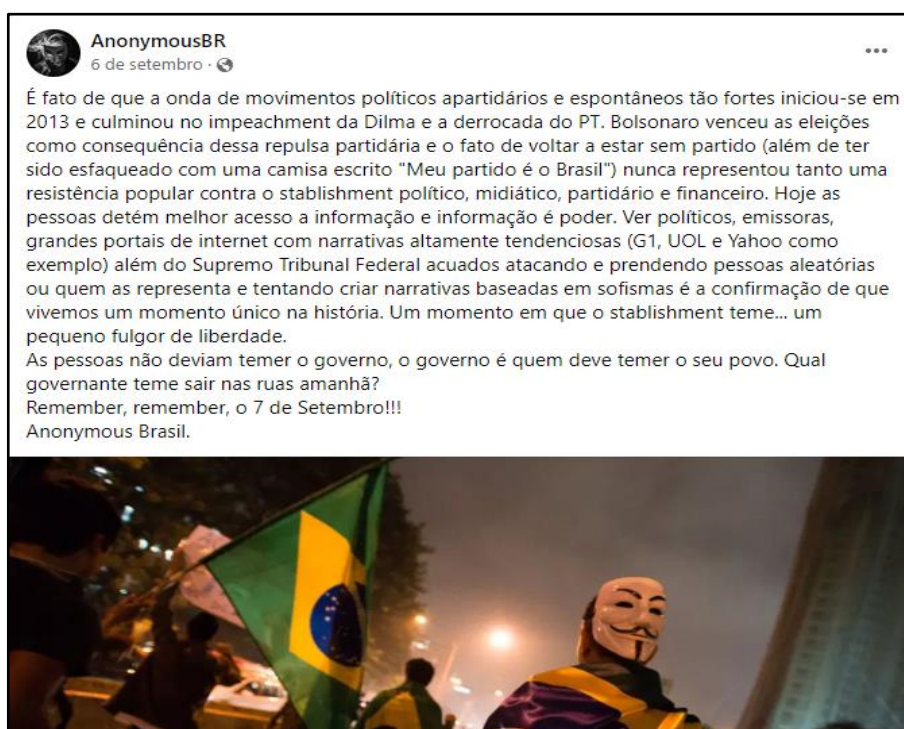 AnonymousBR
6 de setembro ·
É fato de que a onda de movimentos políticos apartidários e espontâneos tão fortes iniciou-se em
2013 e culminou no impeachment da Dilma e a derrocada do PT. Bolsonaro venceu as eleições
como consequência dessa repulsa partidária e o fato de voltar a estar sem partido (além de ter
sido esfaqueado com uma camisa escrito "Meu partido é o Brasil") nunca representou tanto uma
resistência popular contra o stablishment político, midiático, partidário e financeiro. Hoje as
pessoas detém melhor acesso a informação e informação é poder. Ver políticos, emissoras,
grandes portais de internet com narrativas altamente tendenciosas (G1, UOL e Yahoo como
exemplo) além do Supremo Tribunal Federal acuados atacando e prendendo pessoas aleatórias
ou quem as representa e tentando criar narrativas baseadas em sofismas é a confirmação de que
vivemos um momento único na história. Um momento em que o stablishment teme... um
pequeno fulgor de liberdade.
As pessoas não deviam temer o governo, o governo é quem deve temer o seu povo. Qual
governante teme sair nas ruas amanhã?
Remember, remember, o 7 de Setembro!!!
Anonymous Brasil.